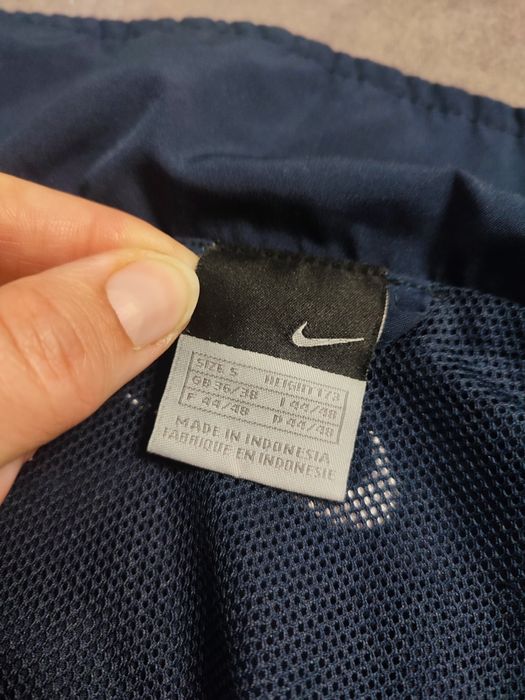 SIZE S HEIGHT 173
GB 36/38 I 44/48
F 44/48 D 44/48
MADE IN INDONESIA
FABRIQUE EN INDONESIE